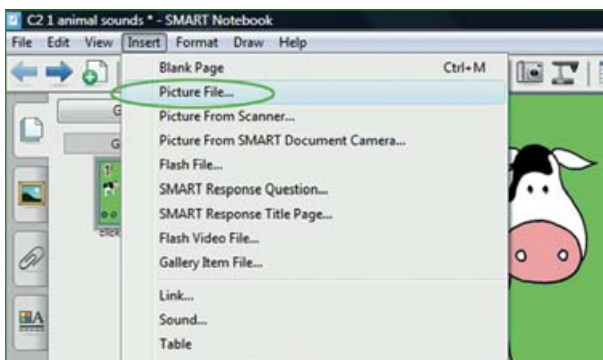 C2 1 animal sounds * - SMART Notebook
File Edit View Insert Format Draw Help
Blank Page Ctrl+M
Picture File...
Picture From Scanner...
Picture From SMART Document Camera...
Flash File...
SMART Response Question...
SMART Response Title Page...
Flash Video File...
Gallery Item File...
Link...
Sound...
Table